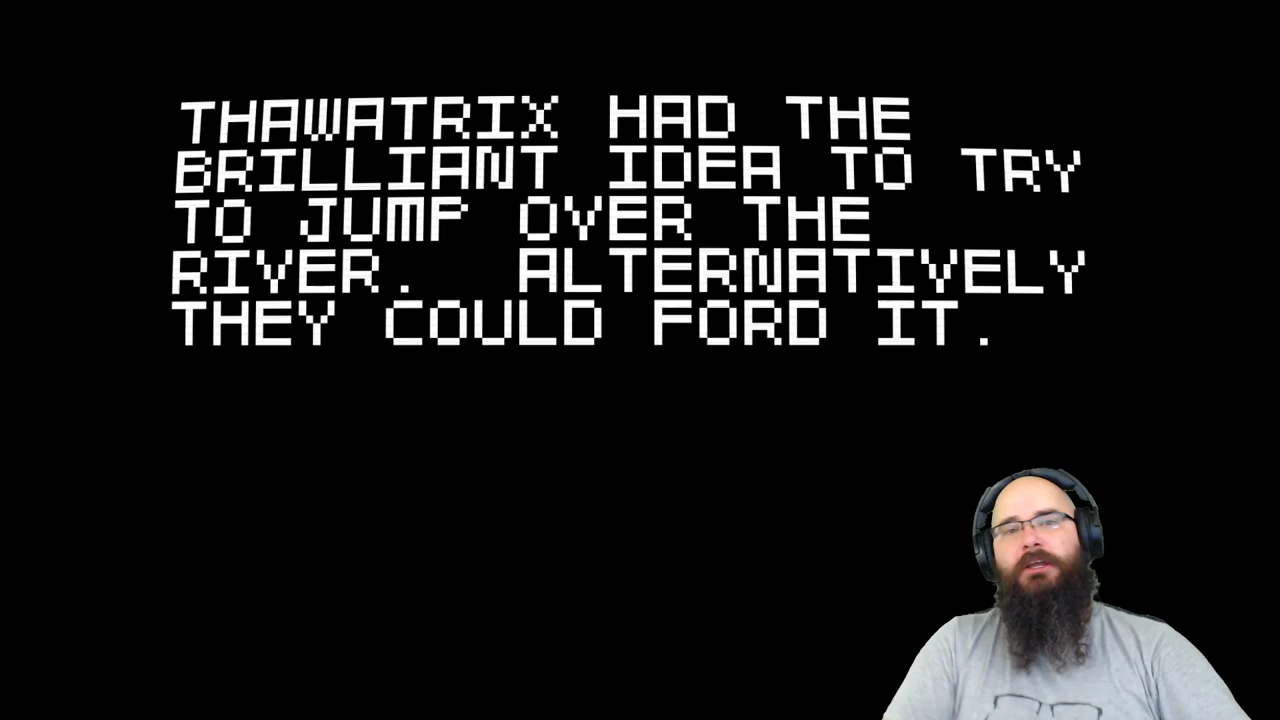 THAWATRIX HAD THE
BRILLIANT IDEA TO TRY
TO JUMP OVER THE
RIVER.  ALTERNATIVELY
THEY COULD FORD IT.